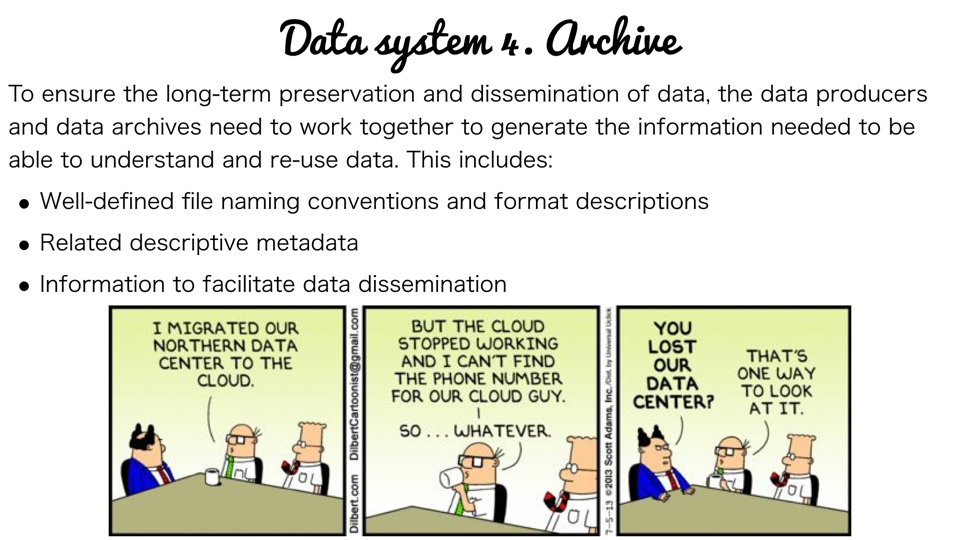 Data system 4. Archive
To ensure the long-term preservation and dissemination of data, the data producers
and data archives need to work together to generate the information needed to be
able to understand and re-use data. This includes:
• Well-defined file naming conventions and format descriptions
• Related descriptive metadata
• Information to facilitate data dissemination
I MIGRATED OUR
NORTHERN DATA
CENTER TO THE
CLOUD.
Dilbert.com DilbertCartoonist@gmail.com
BUT THE CLOUD
STOPPED WORKING
AND I CAN'T FIND
THE PHONE NUMBER
FOR OUR CLOUD GUY.
SO ... WHATEVER.
7-5-13 ©2013 Scott Adams, Inc. /Dist. by Universal Uclick
YOU
LOST
OUR
DATA
CENTER?
THAT'S
ONE WAY
TO LOOK
AT IT.